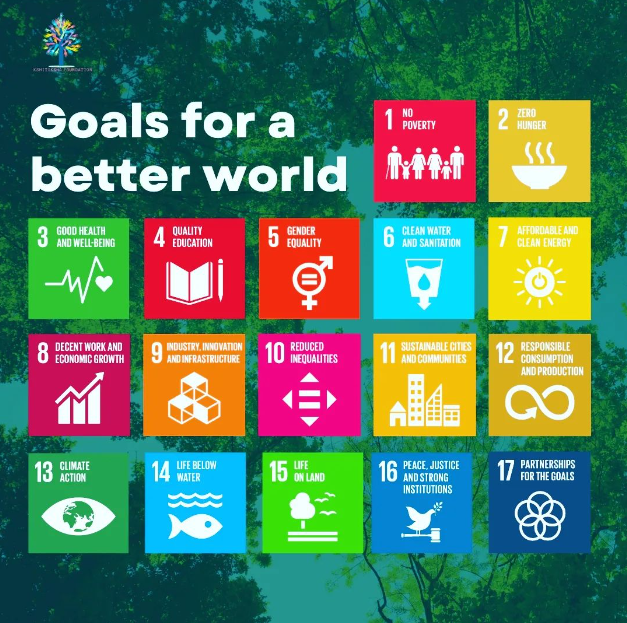 Goals for a
better world
1 NO
POVERTY
2 ZERO
HUNGER
3 GOOD HEALTH
AND WELL-BEING
4 QUALITY
EDUCATION
5 GENDER
EQUALITY
6 CLEAN WATER
AND SANITATION
7 AFFORDABLE AND
CLEAN ENERGY
8 DECENT WORK AND
ECONOMIC GROWTH
9 INDUSTRY, INNOVATION
AND INFRASTRUCTURE
10 REDUCED
INEQUALITIES
11 SUSTAINABLE CITIES
AND COMMUNITIES
12 RESPONSIBLE
CONSUMPTION
AND PRODUCTION
13 CLIMATE
ACTION
14 LIFE BELOW
WATER
15 LIFE
ON LAND
16 PEACE, JUSTICE
AND STRONG
INSTITUTIONS
17 PARTNERSHIPS
FOR THE GOALS